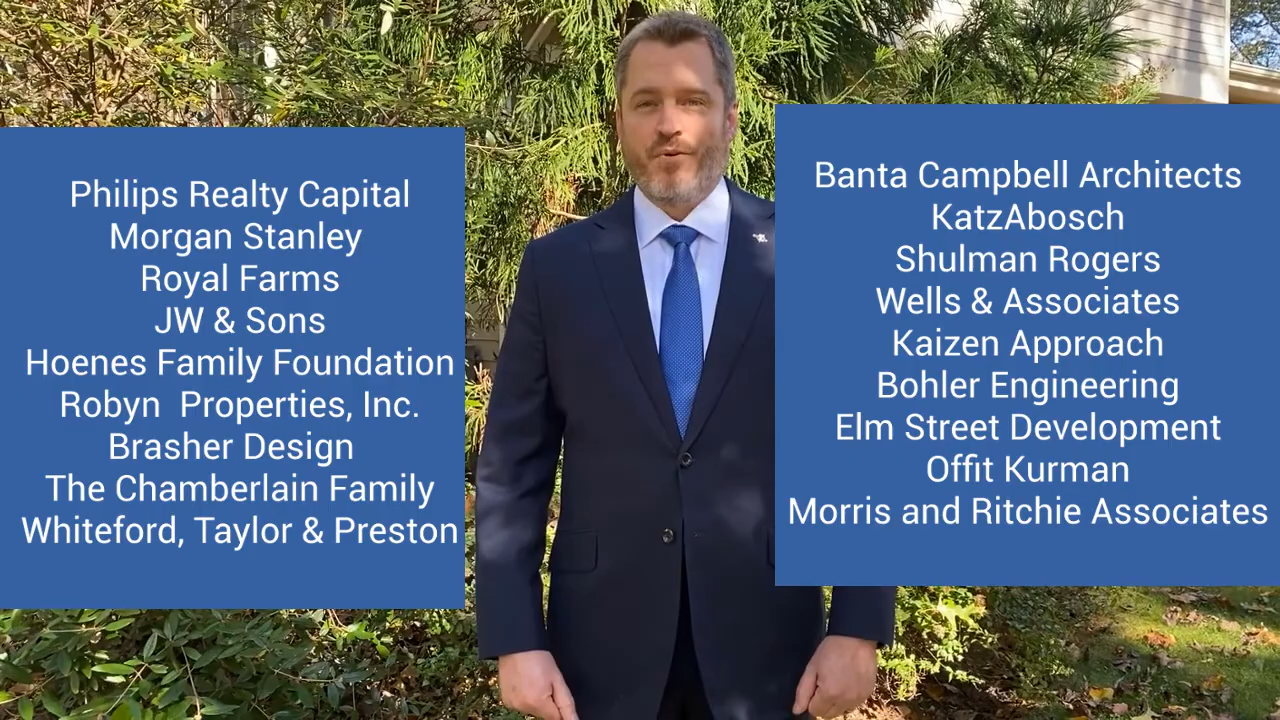 Philips Realty Capital
Morgan Stanley
Royal Farms
JW & Sons
Hoenes Family Foundation
Robyn  Properties, Inc.
Brasher Design
The Chamberlain Family
Whiteford, Taylor & Preston
Banta Campbell Architects
KatzAbosch
Shulman Rogers
Wells & Associates
Kaizen Approach
Bohler Engineering
Elm Street Development
Offit Kurman
Morris and Ritchie Associates